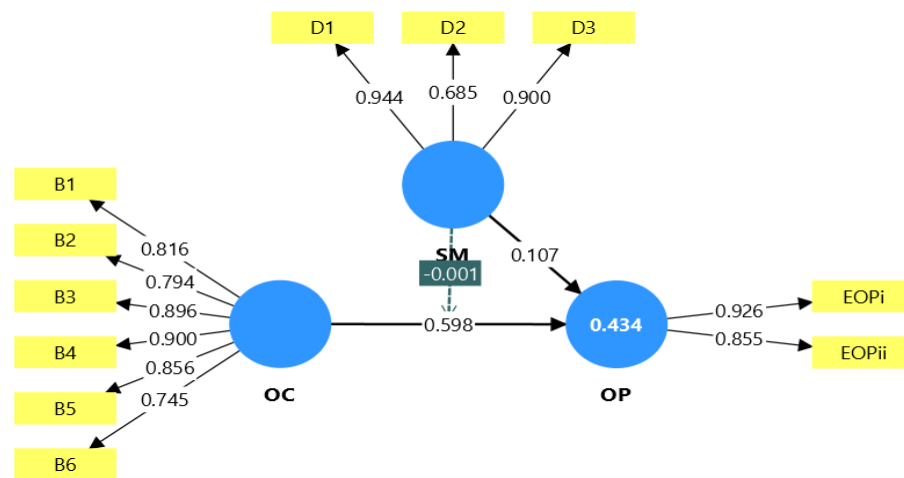 D1
D2
D3
0.944
0.685
0.900
B1
B2
B3
B4
B5
B6
0.816
0.794
0.896
0.900
0.856
0.745
SM
-0.001
0.107
0.598
0.434
0.926
0.855
EOPi
EOPii
OC
OP